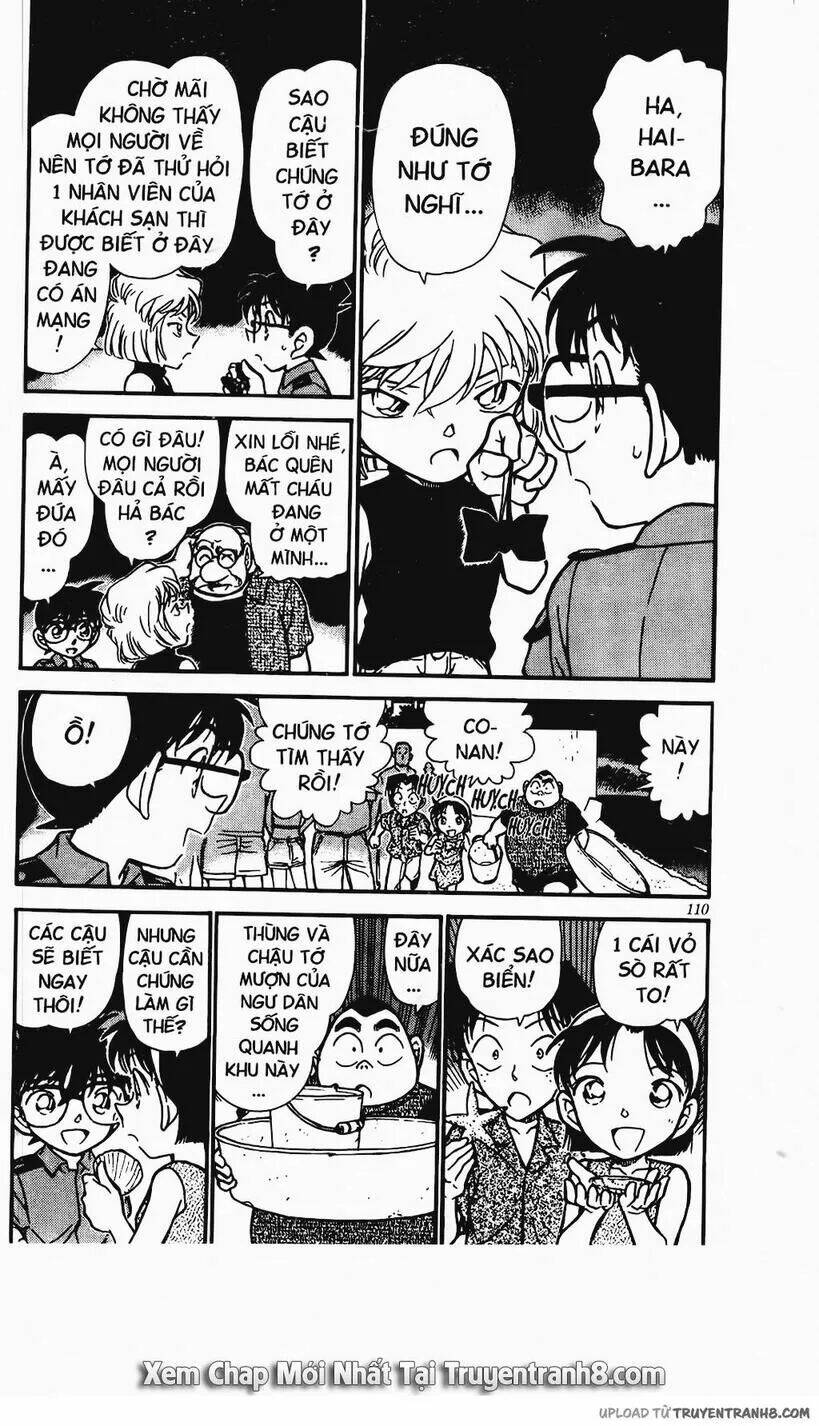 HA,
HAI-
BARA
...
ĐÚNG
NHƯ TỚ
NGHĨ...
SAO
CẬU
BIẾT
CHÚNG
TỚ Ở
ĐÂY
?
CHỜ MÃI
KHÔNG THẤY
MỌI NGƯỜI VỀ
NÊN TỚ ĐÃ THỬ HỎI
1 NHÂN VIÊN CỦA
KHÁCH SẠN THÌ
ĐƯỢC BIẾT Ở ĐÂY
ĐANG
CÓ ÁN
MẠNG
!
XIN LỖI NHÉ,
BÁC QUÊN
MẤT CHÁU
ĐANG
Ở MỘT
MÌNH...
CÓ GÌ ĐÂU!
MỌI NGƯỜI
ĐÂU CẢ RỒI
HẢ BÁC
?
À,
MẤY
ĐỨA
ĐÓ
...
NÀY
!
CO-
NAN!
CHÚNG TỚ
TÌM THẤY
RỒI!
HUỴCH
HUỴCH
HUỴCH
Ồ!
110
1 CÁI VỎ
SÒ RẤT
TO!
XÁC SAO
BIỂN!
ĐÂY
NỮA
...
THÙNG VÀ
CHẬU TỚ
MƯỢN CỦA
NGƯ DÂN
SỐNG
QUANH
KHU NÀY
...
NHƯNG
CẬU CẦN
CHÚNG
LÀM GÌ
THẾ?
CÁC CẬU
SẼ BIẾT
NGAY
THÔI!
Xem Chap Mới Nhất Tại Truyentranh8.com
UPLOAD TỪ TRUYENTRANH8.COM